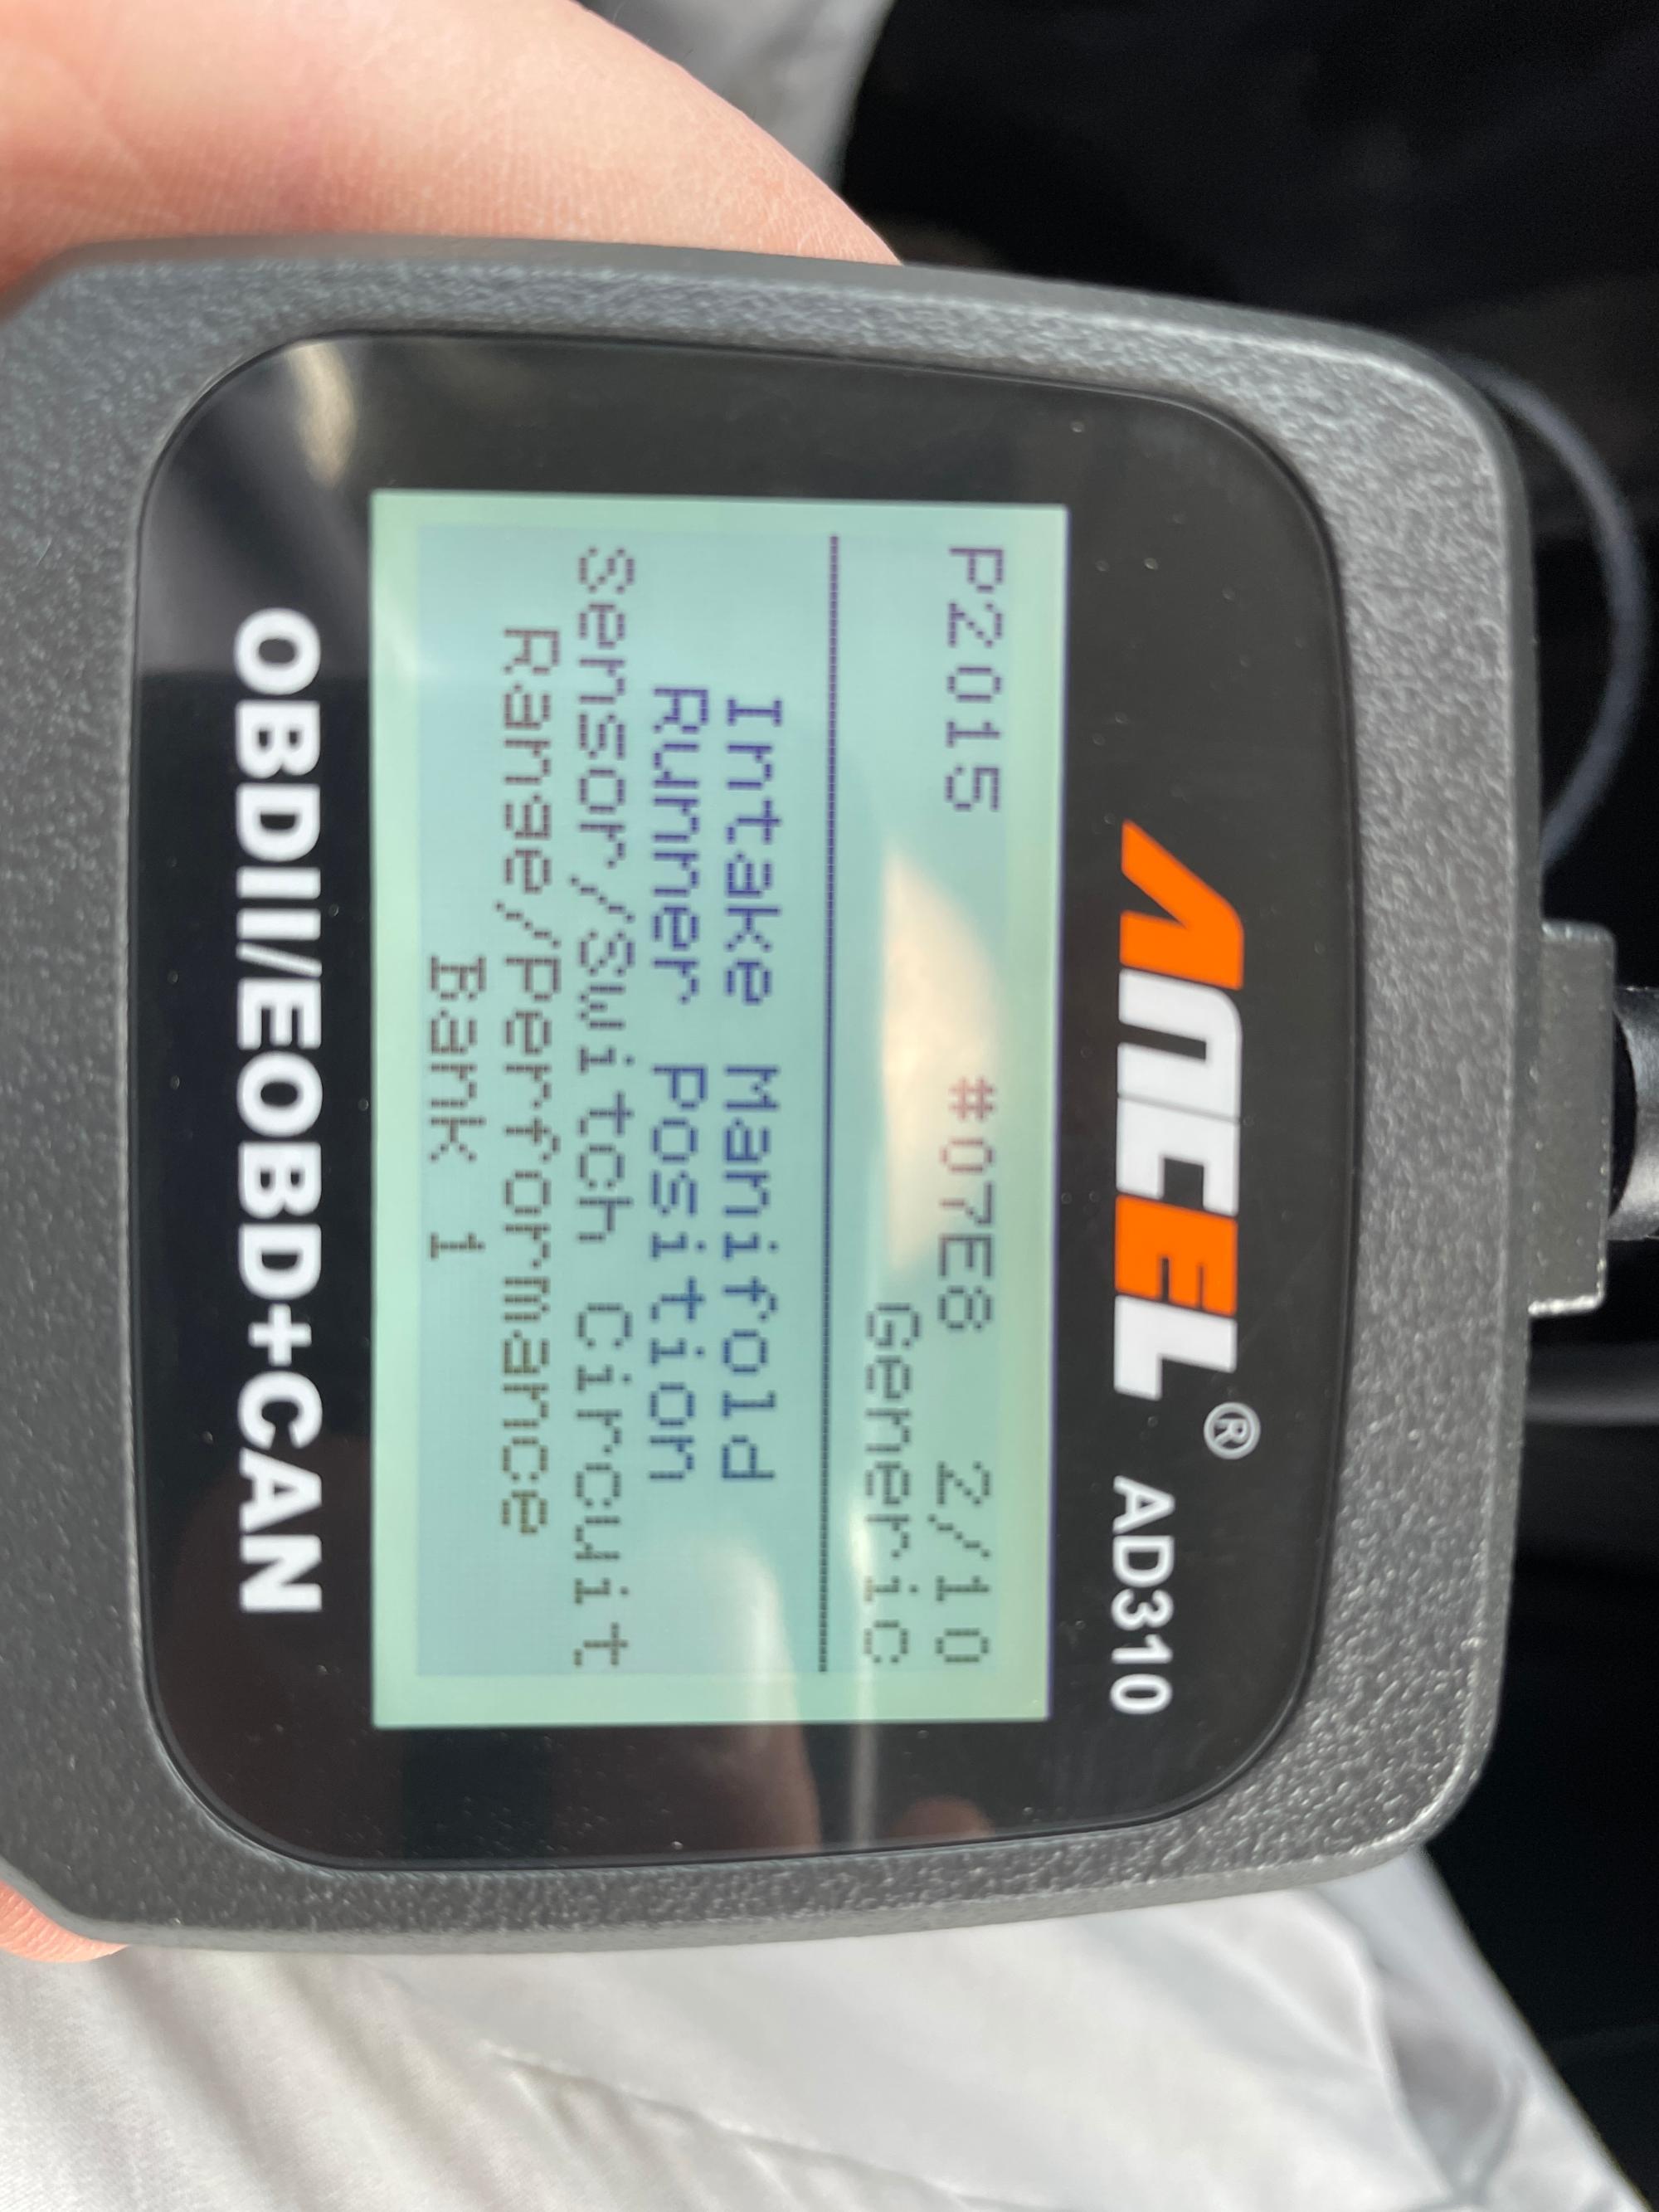 ANCEL® AD310
P2015 #07E8 2/10
Generic
Intake Manifold
Runner Position
Sensor/Switch Circuit
Range/Performance
Bank 1
OBDII/EOBD+CAN